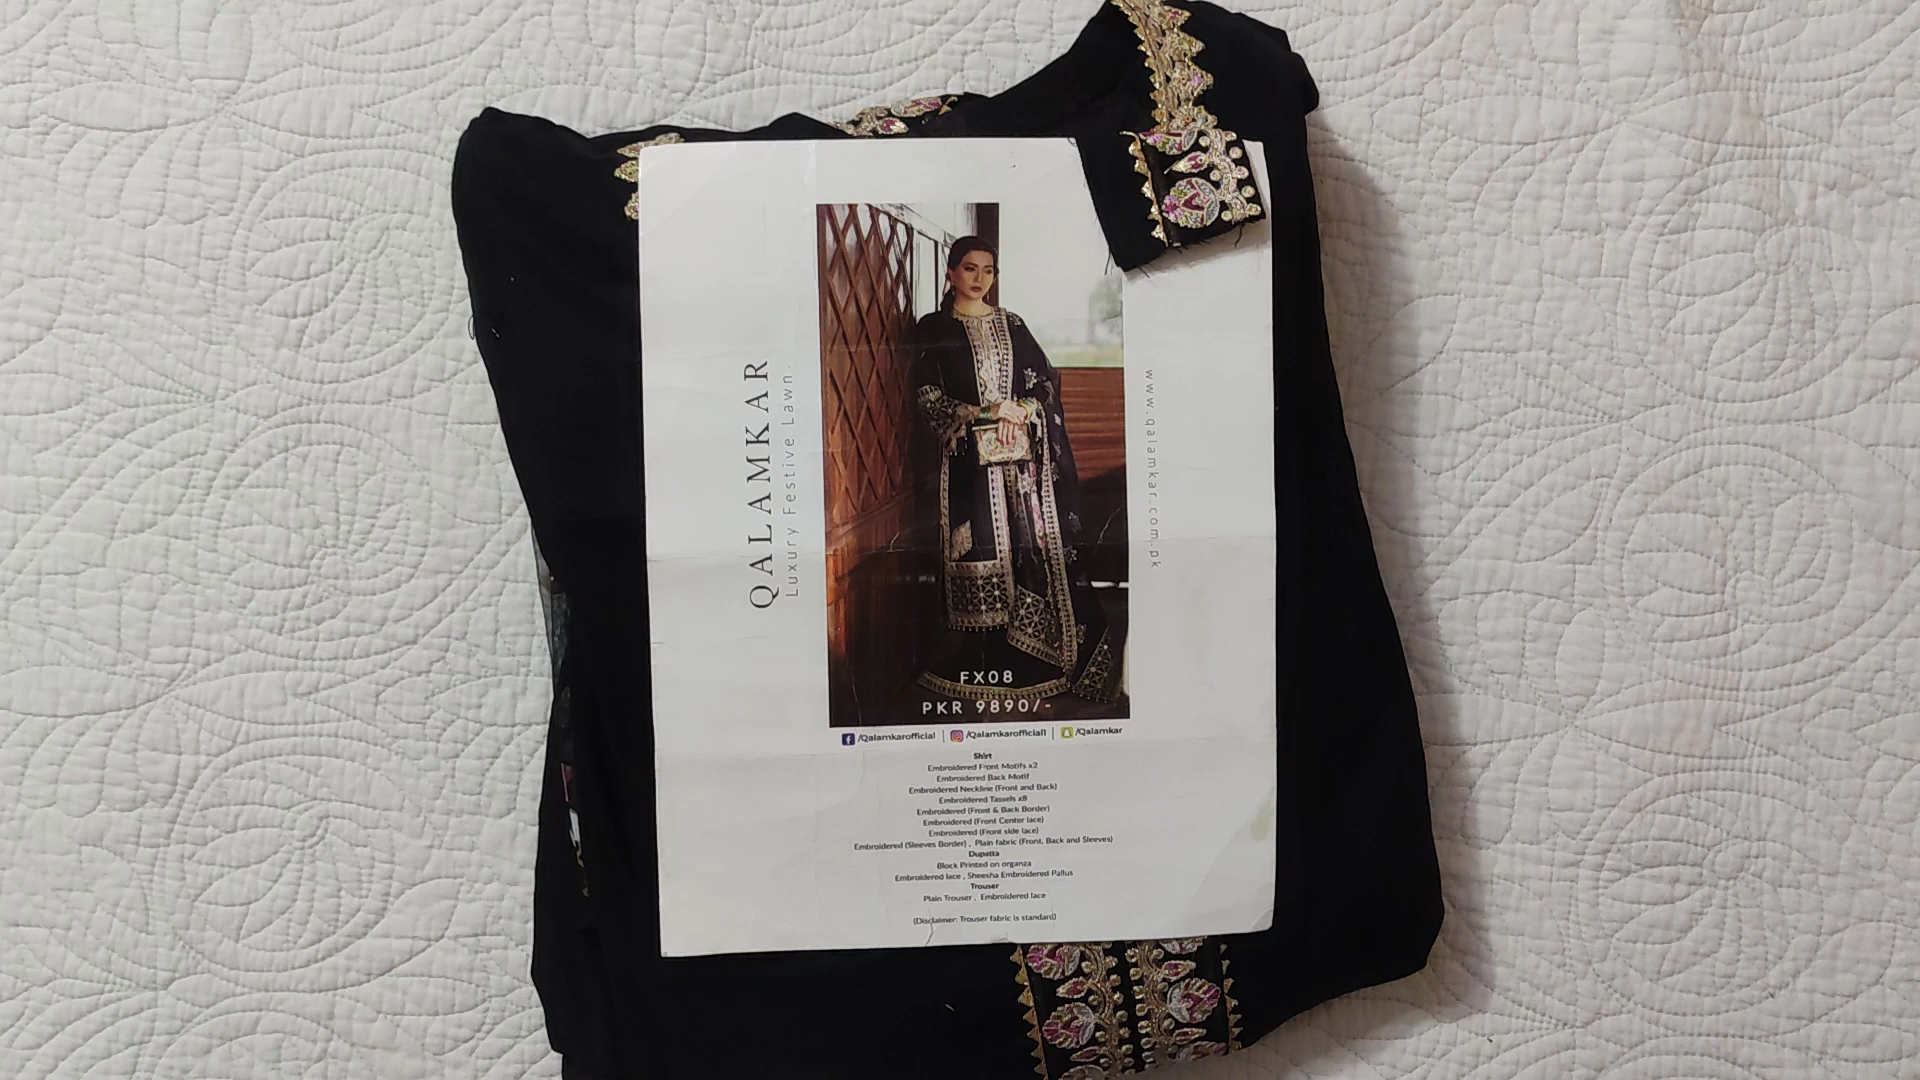 QALAMKAR
Luxury Festive Lawn.
www.qalamkar.com.pk
FX08
PKR 9890/-
/Qalamkarofficial | /Qalamkarofficial1 | /Qalamkar
Shirt
Embroidered Front Motifs x2
Embroidered Back Motif
Embroidered Neckline (Front and Back)
Embroidered Tassels x8
Embroidered (Front & Back Border)
Embroidered (Front Center lace)
Embroidered (Front side lace)
Embroidered (Sleeves Border) , Plain fabric (Front, Back and Sleeves)
Dupatta
Block Printed on organza
Embroidered lace , Sheesha Embroidered Pallus
Trouser
Plain Trouser , Embroidered lace
(Disclaimer: Trouser fabric is standard)